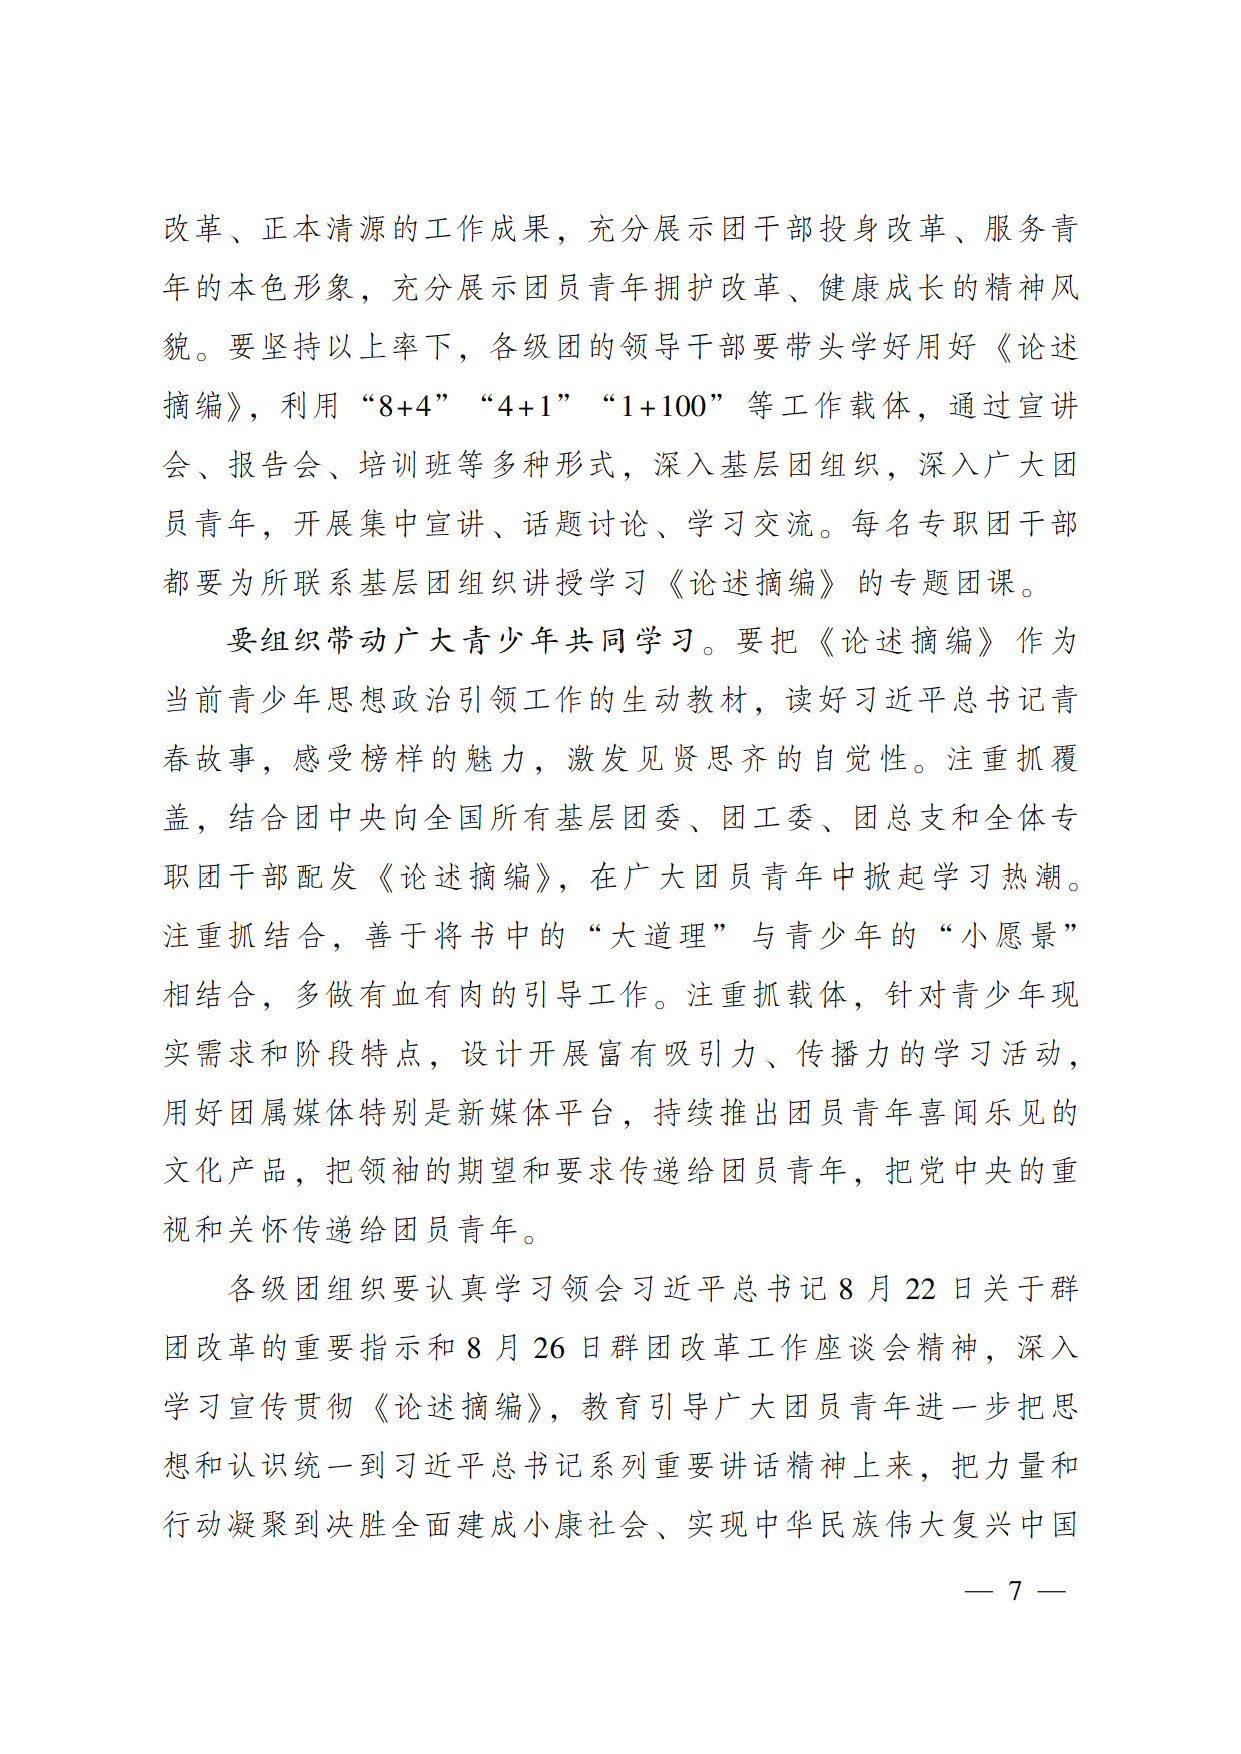 改革、正本清源的工作成果，充分展示团干部投身改革、服务青
年的本色形象，充分展示团员青年拥护改革、健康成长的精神风
貌。要坚持以上率下，各级团的领导干部要带头学好用好《论述
摘编》，利用“8+4”“4+1”“1+100”等工作载体，通过宣讲
会、报告会、培训班等多种形式，深入基层团组织，深入广大团
员青年，开展集中宣讲、话题讨论、学习交流。每名专职团干部
都要为所联系基层团组织讲授学习《论述摘编》的专题团课。
要组织带动广大青少年共同学习。要把《论述摘编》作为
当前青少年思想政治引领工作的生动教材，读好习近平总书记青
春故事，感受榜样的魅力，激发见贤思齐的自觉性。注重抓覆
盖，结合团中央向全国所有基层团委、团工委、团总支和全体专
职团干部配发《论述摘编》，在广大团员青年中掀起学习热潮。
注重抓结合，善于将书中的“大道理”与青少年的“小愿景”
相结合，多做有血有肉的引导工作。注重抓载体，针对青少年现
实需求和阶段特点，设计开展富有吸引力、传播力的学习活动，
用好团属媒体特别是新媒体平台，持续推出团员青年喜闻乐见的
文化产品，把领袖的期望和要求传递给团员青年，把党中央的重
视和关怀传递给团员青年。
各级团组织要认真学习领会习近平总书记8月22日关于群
团改革的重要指示和8月26日群团改革工作座谈会精神，深入
学习宣传贯彻《论述摘编》，教育引导广大团员青年进一步把思
想和认识统一到习近平总书记系列重要讲话精神上来，把力量和
行动凝聚到决胜全面建成小康社会、实现中华民族伟大复兴中国
— 7 —